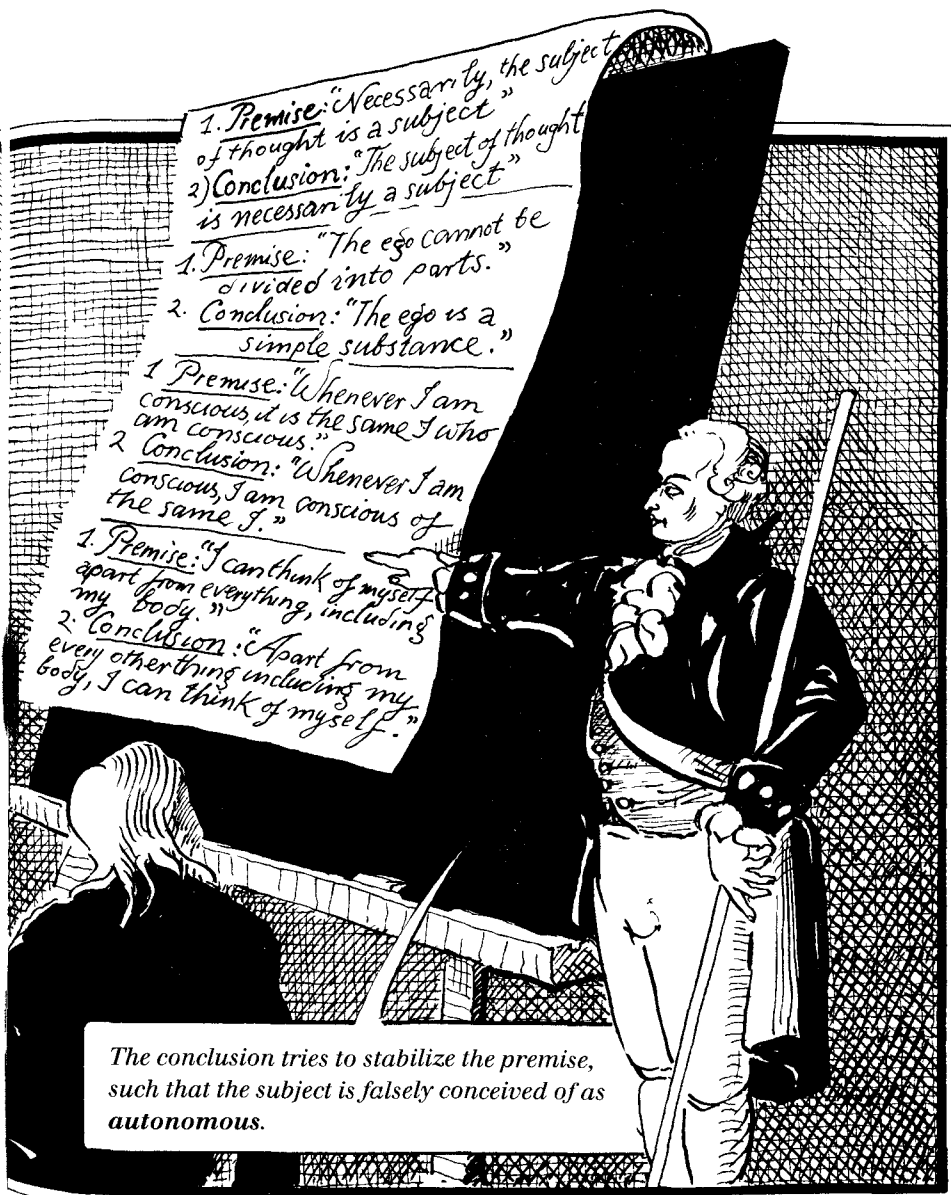 1. Premise: "Necessarily, the subject
of thought is a subject"
2) Conclusion: "The subject of thought
is necessarily a subject"
1. Premise: "The ego cannot be
divided into parts."
2. Conclusion: "The ego is a
simple substance."
1 Premise: "Whenever I am
conscious, it is the same I who
am conscious."
2 Conclusion: "Whenever I am
conscious, I am conscious of
the same I."
1. Premise: "I can think of myself
apart from everything, including
my body."
2. Conclusion: "Apart from
every other thing including my
body, I can think of myself."
The conclusion tries to stabilize the premise,
such that the subject is falsely conceived of as
autonomous.